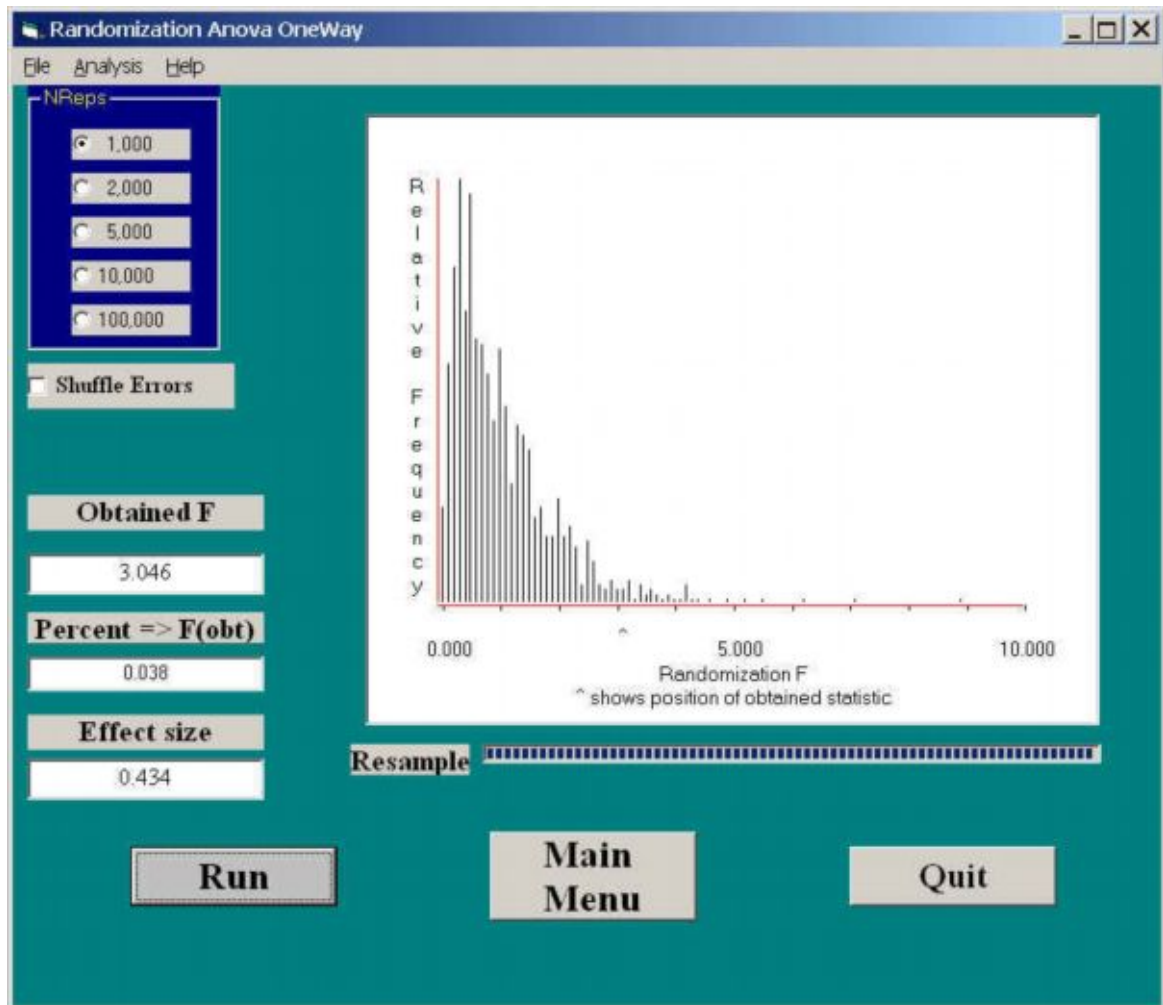 Randomization Anova OneWay
File Analysis Help
NReps
1,000
2,000
5,000
10,000
100,000
Shuffle Errors
Obtained F
3.046
Percent => F(obt)
0.038
Effect size
0.434
Relative Frequency
^
0.000 5.000 10.000
Randomization F
^ shows position of obtained statistic
Resample
Run
Main
Menu
Quit